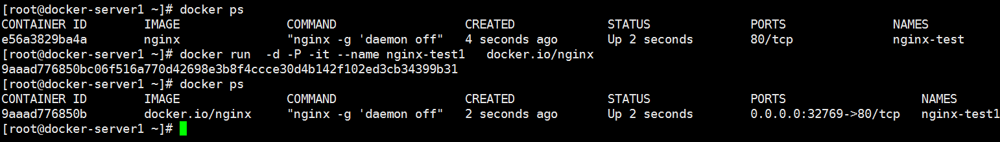 [root@docker-server1 ~]# docker ps
CONTAINER ID        IMAGE               COMMAND                  CREATED             STATUS              PORTS               NAMES
e56a3829ba4a        nginx               "nginx -g 'daemon off"   4 seconds ago       Up 2 seconds        80/tcp              nginx-test
[root@docker-server1 ~]# docker run  -d -P -it --name nginx-test1   docker.io/nginx
9aaad776850bc06f516a770d42698e3b8f4ccce30d4b142f102ed3cb34399b31
[root@docker-server1 ~]# docker ps
CONTAINER ID        IMAGE               COMMAND                  CREATED             STATUS              PORTS                   NAMES
9aaad776850b        docker.io/nginx     "nginx -g 'daemon off"   2 seconds ago       Up 2 seconds        0.0.0.0:32769->80/tcp   nginx-test1
[root@docker-server1 ~]#